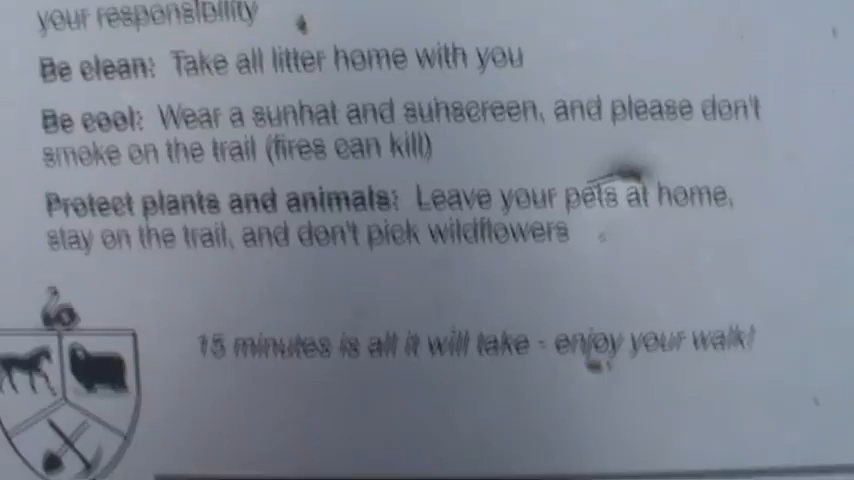 your responsibility
Be clean: Take all litter home with you
Be cool: Wear a sunhat and sunscreen, and please don't
smoke on the trail (fires can kill)
Protect plants and animals: Leave your pets at home,
stay on the trail, and don't pick wildflowers
15 minutes is all it will take - enjoy your walk!